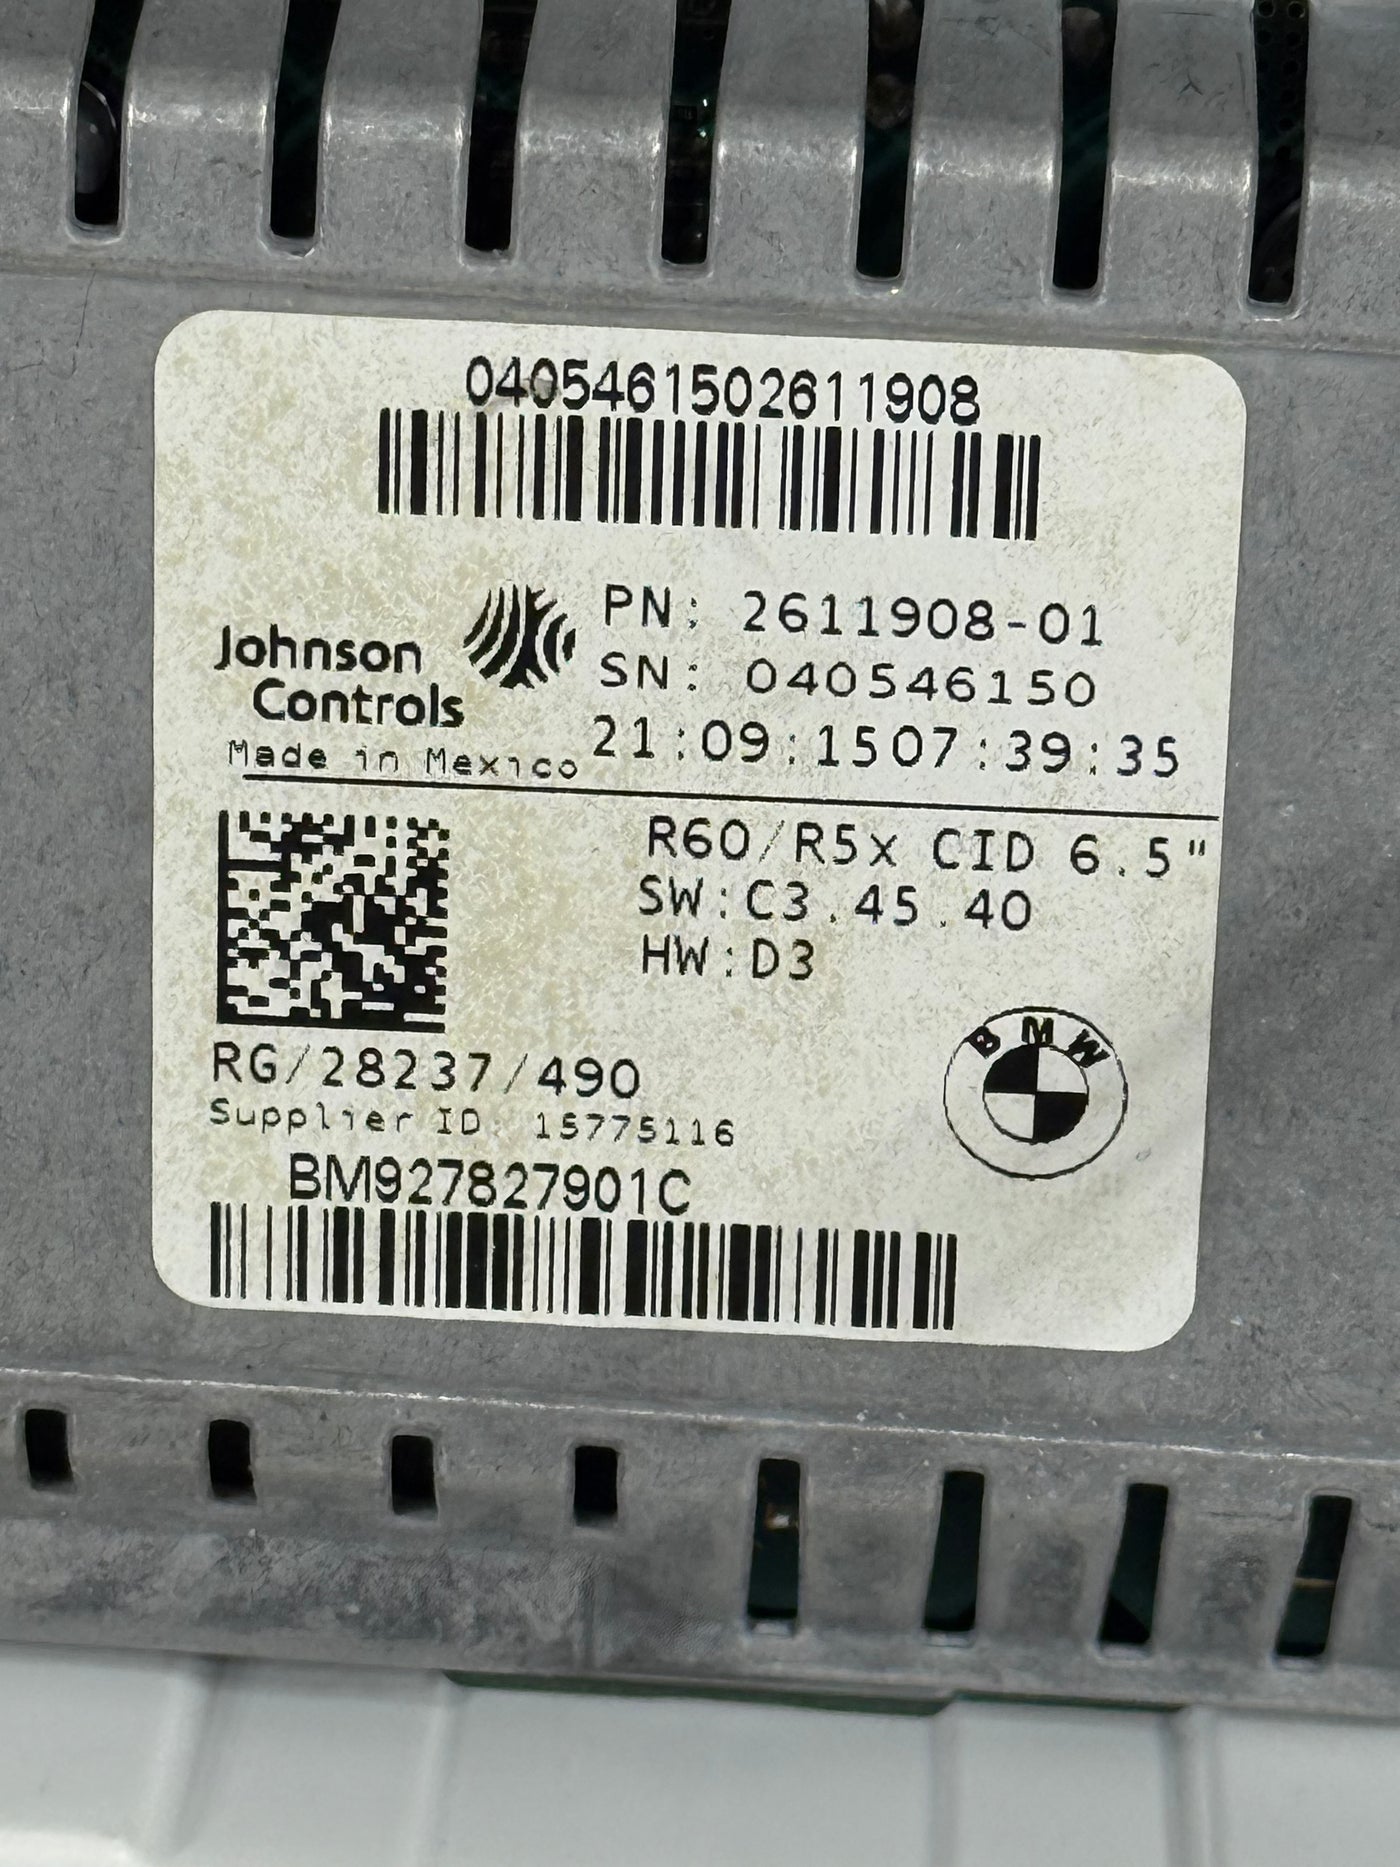 0405461502611908
Johnson
Controls
Made in Mexico
PN: 2611908-01
SN: 040546150
21:09:1507:39:35
R60/R5x CID 6.5"
SW:C3.45.40
HW:D3
BMW
RG/28237/490
Supplier ID: 15775116
BM927827901C